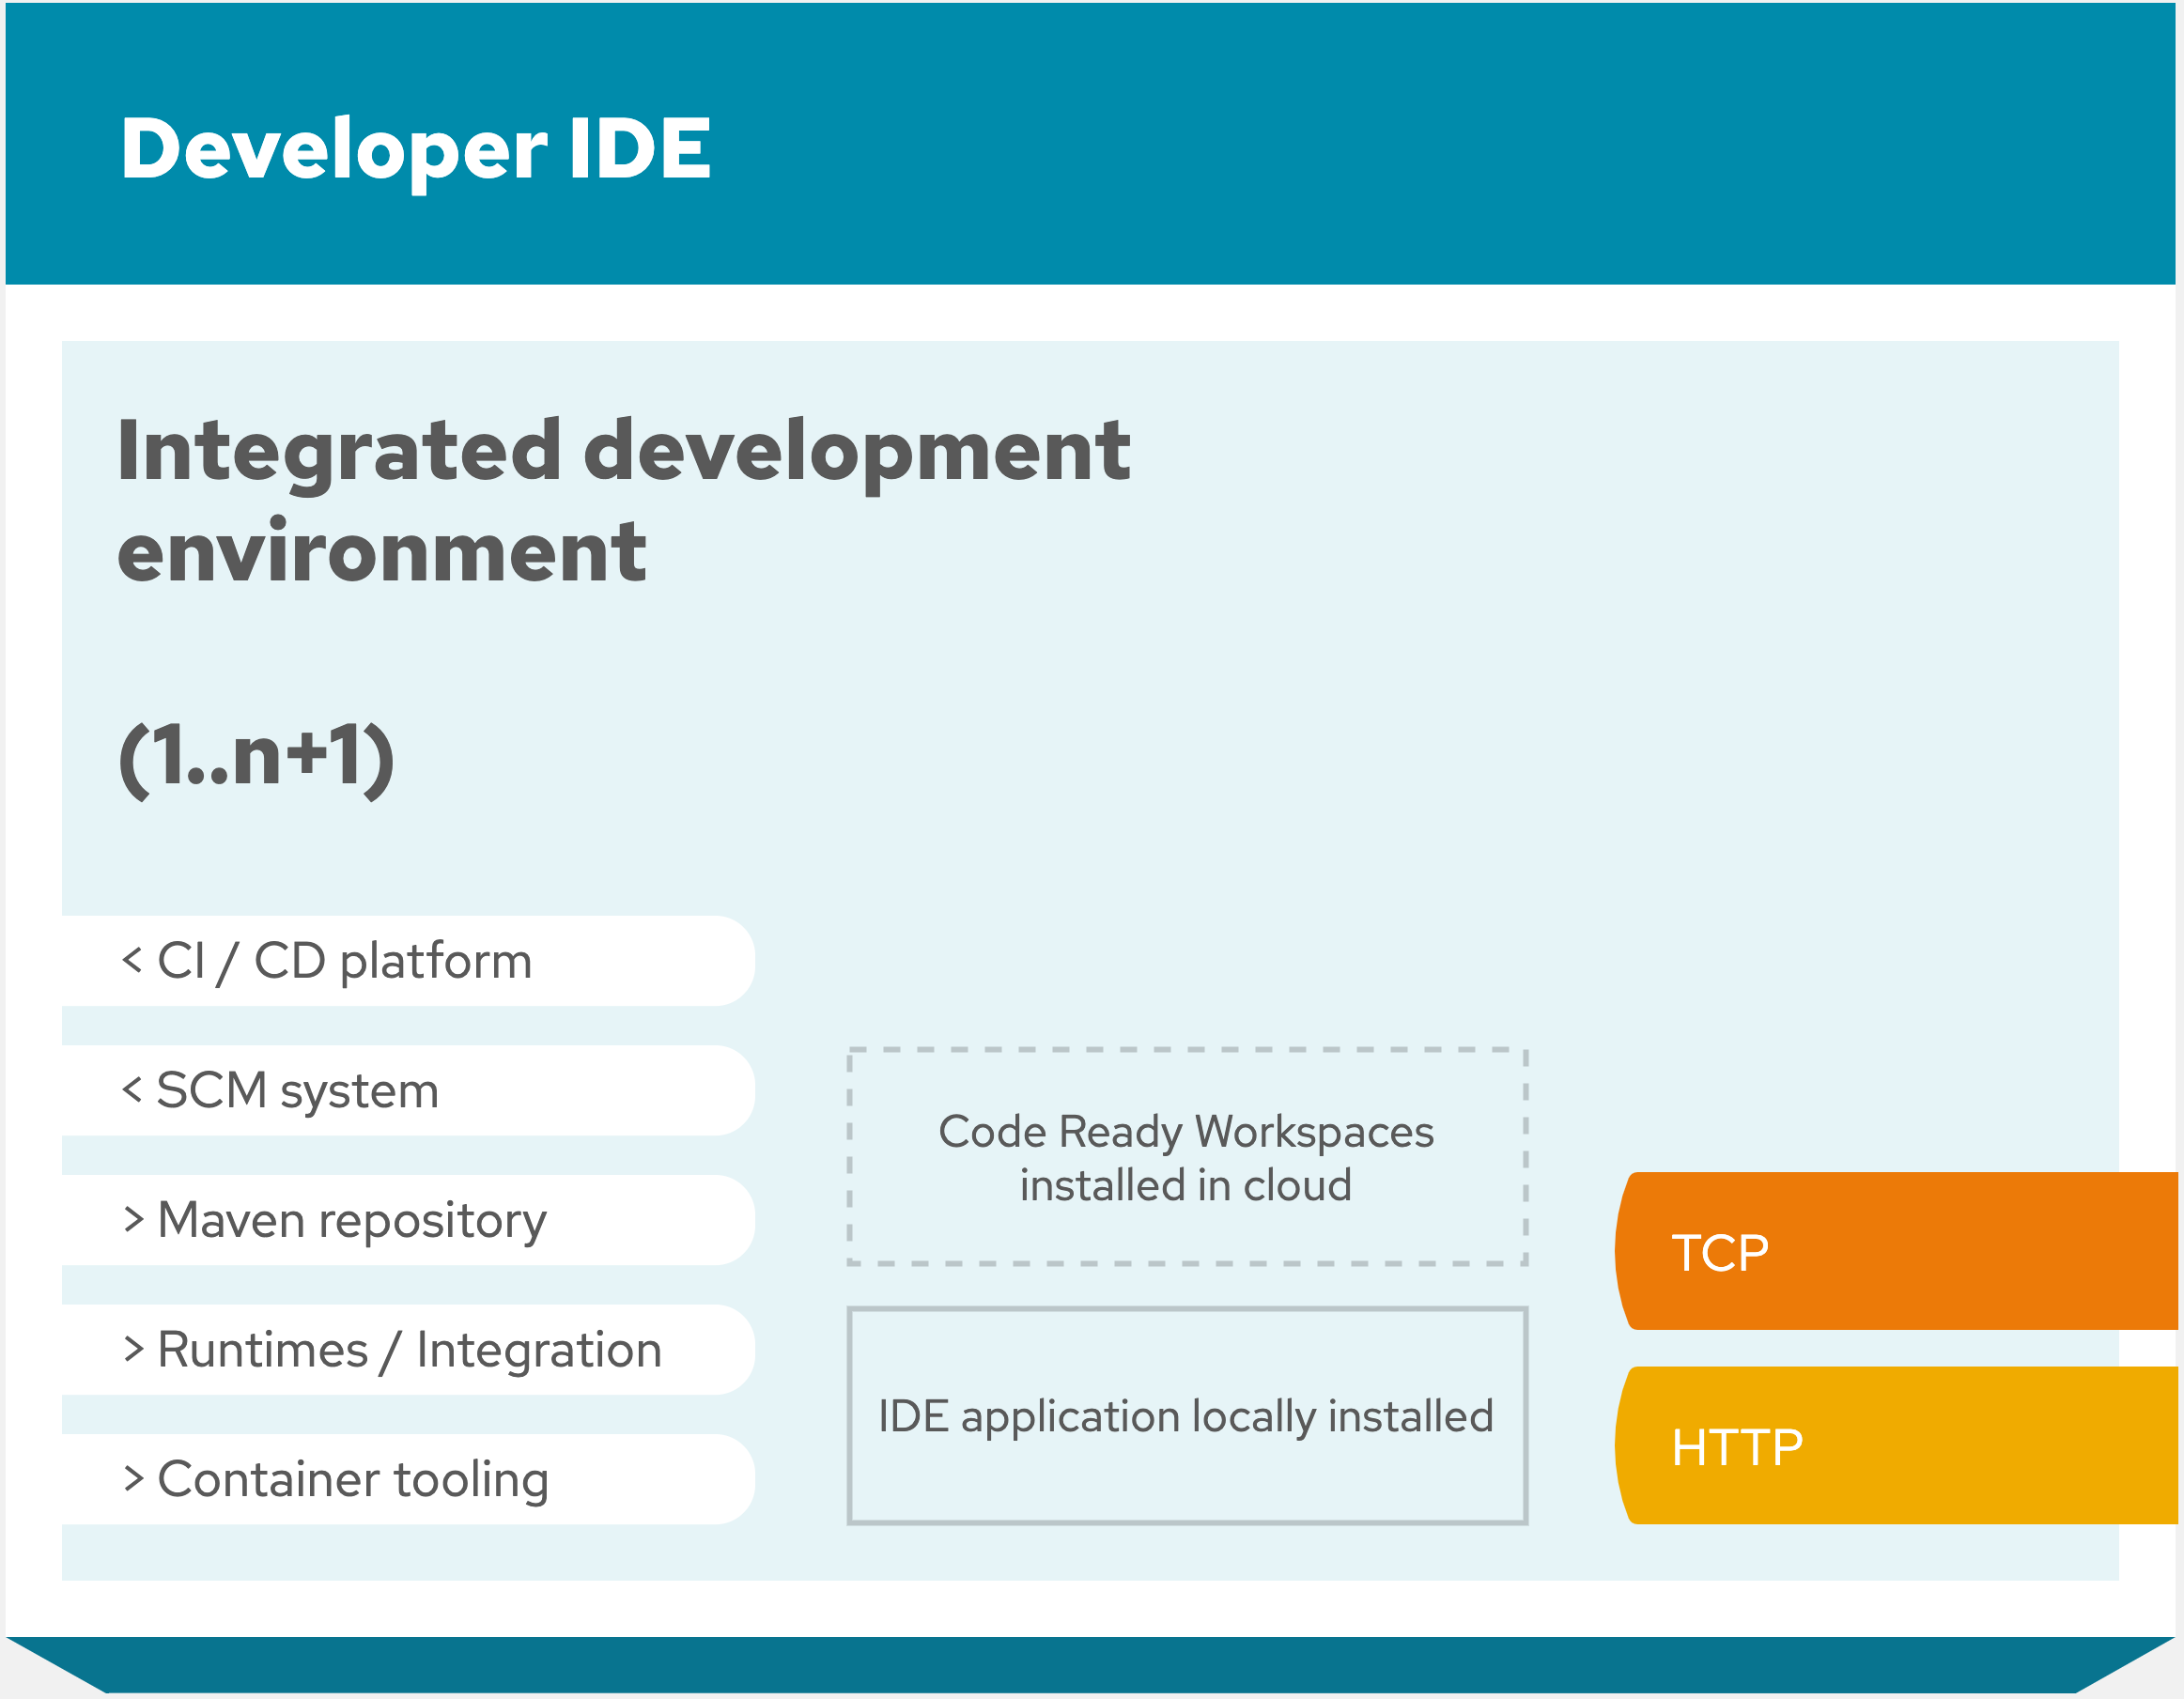 Developer IDE
Integrated development
environment
(1..n+1)
< CI / CD platform
< SCM system
> Maven repository
> Runtimes / Integration
> Container tooling
Code Ready Workspaces
installed in cloud
IDE application locally installed
TCP
HTTP